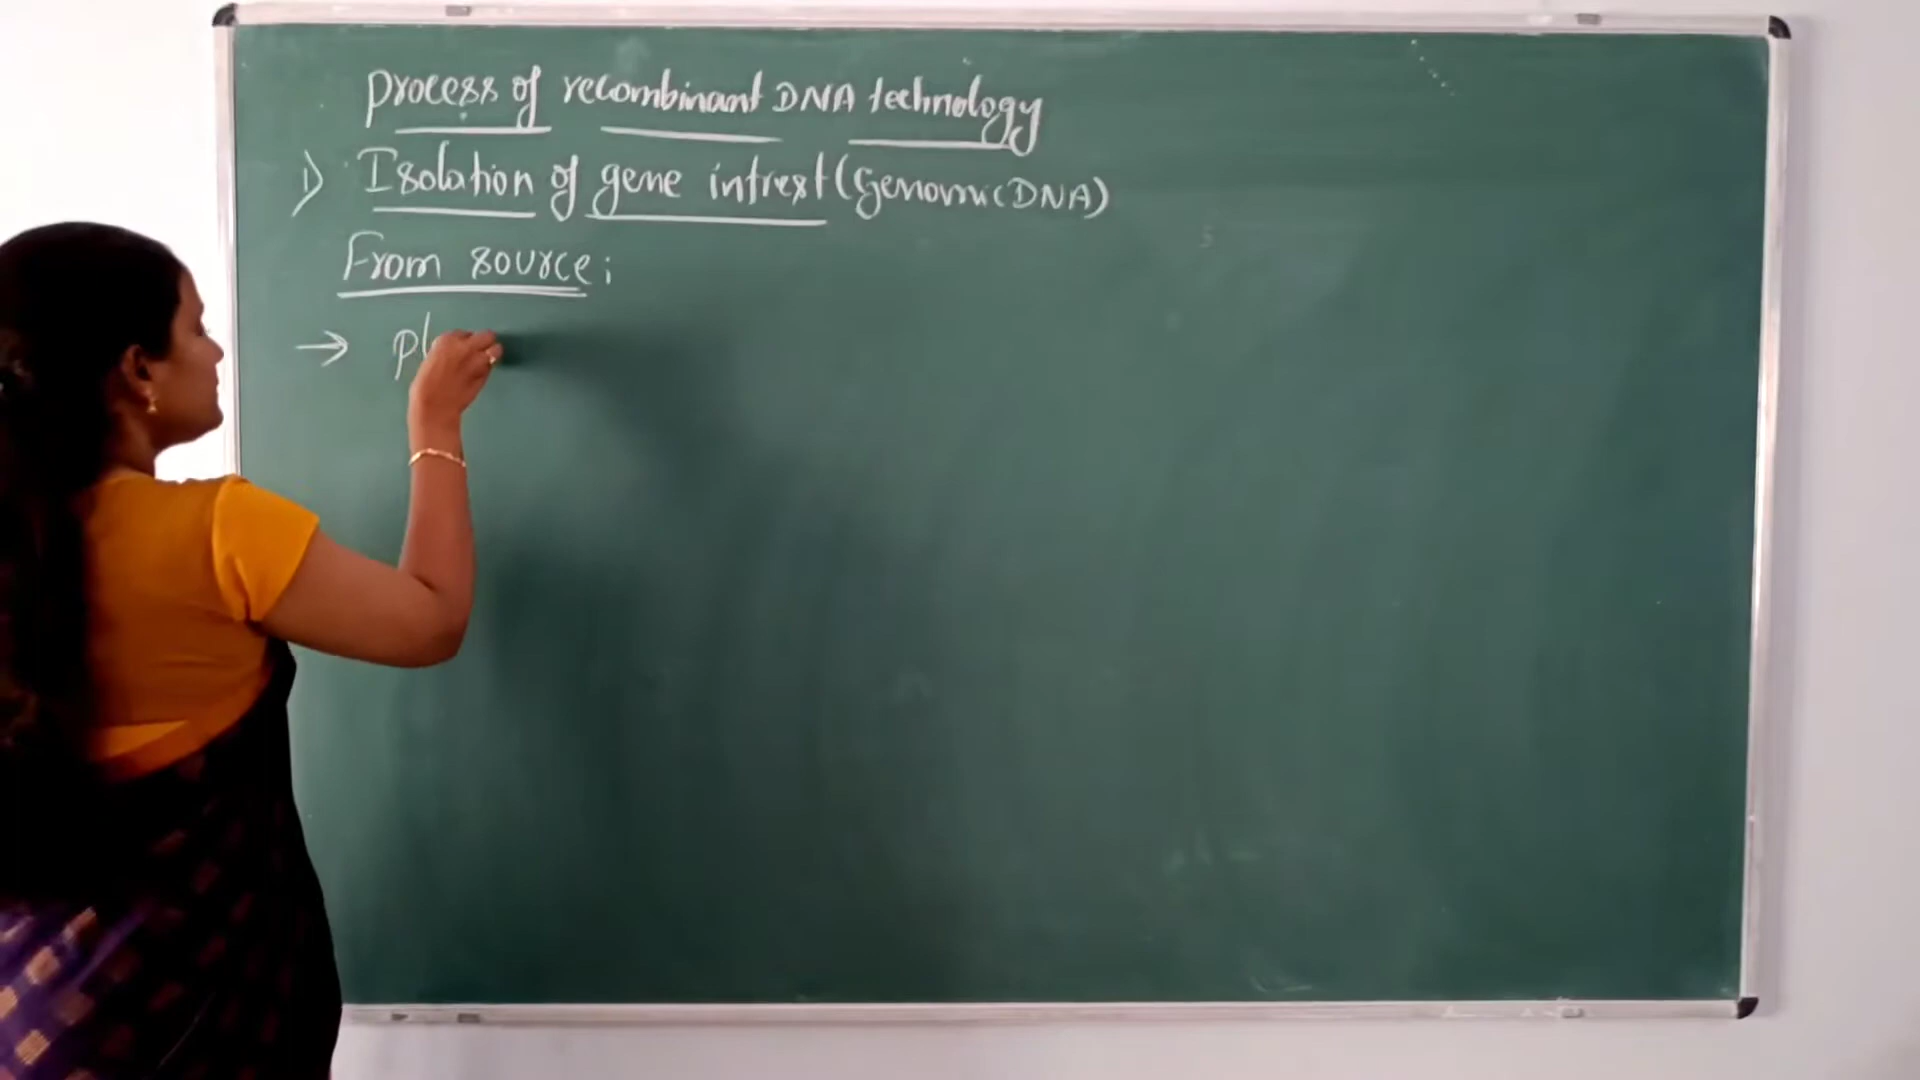 Process of recombinant DNA technology
1) Isolation of gene intrest (Genomic DNA)
From source:
→ pl